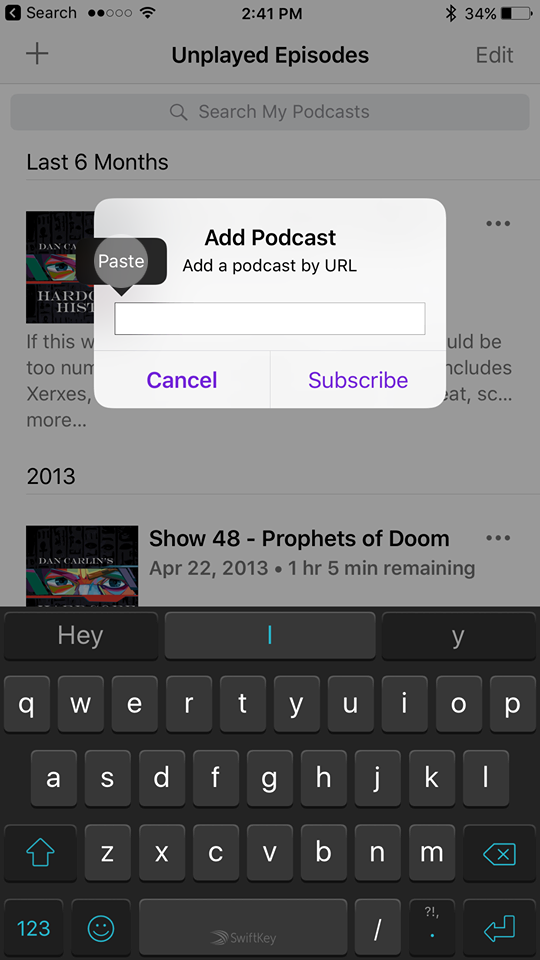 Search 2:41 PM 34%
Unplayed Episodes Edit
Search My Podcasts
Last 6 Months
Add Podcast
Paste
Add a podcast by URL
DAN CA
HARDC
HIST
If this w uld be
too num ncludes
Xerxes, eat, sc...
more...
Cancel Subscribe
2013
Show 48 - Prophets of Doom
Apr 22, 2013 • 1 hr 5 min remaining
DAN CARLIN'S
Hey I y
q w e r t y u i o p
a s d f g h j k l
z x c v b n m
123 SwiftKey / ?!, .